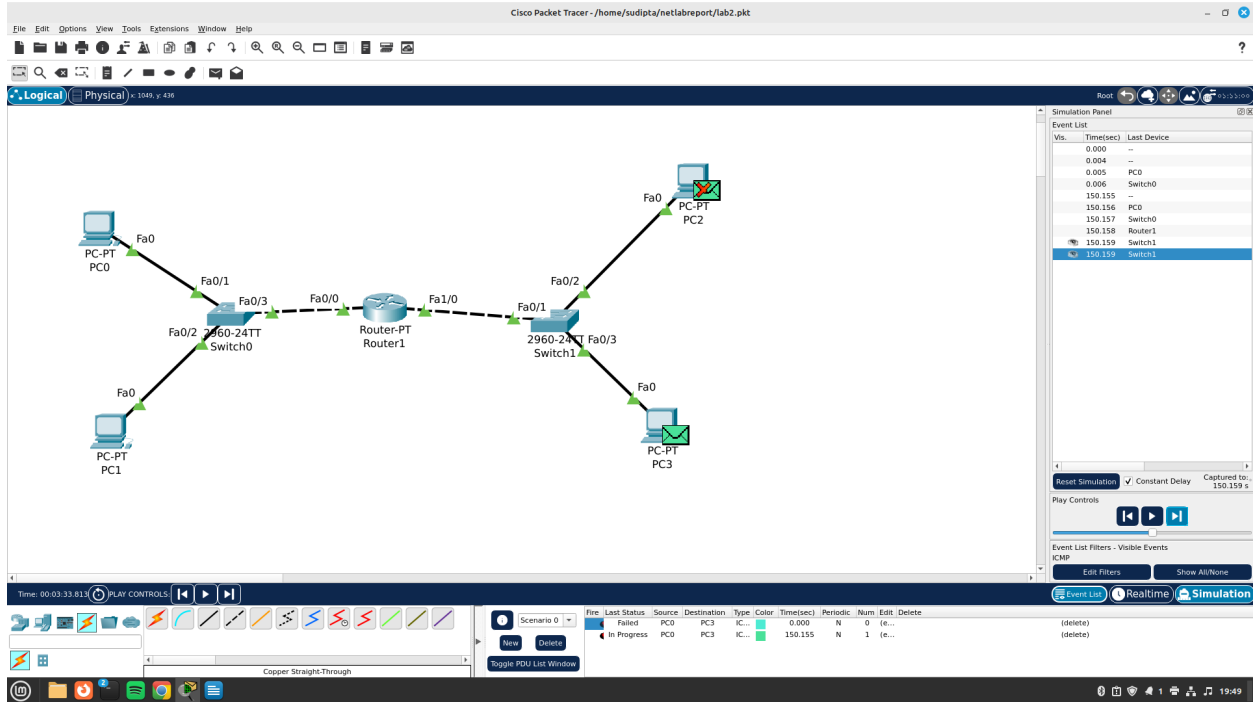 Cisco Packet Tracer - /home/sudipta/netlabreport/lab2.pkt
File Edit Options View Tools Extensions Window Help
?
Logical Physical x: 1049, y: 436 Root 05:55:00
Simulation Panel
Event List
Vis. Time(sec) Last Device
0.000 --
0.004 --
0.005 PC0
0.006 Switch0
150.155 --
150.156 PC0
150.157 Switch0
150.158 Router1
150.159 Switch1
150.159 Switch1
Fa0
PC-PT
PC2
Fa0
PC-PT
PC0
Fa0/1
Fa0/2
Fa0/3
Fa0/0
Fa1/0
Fa0/1
Fa0/2
2960-24TT
Switch0
Router-PT
Router1
2960-24TT
Switch1
Fa0/3
Fa0
Fa0
PC-PT
PC1
PC-PT
PC3
Reset Simulation Constant Delay Captured to:
150.159 s
Play Controls
Event List Filters - Visible Events
ICMP
Edit Filters Show All/None
Time: 00:03:33.813 PLAY CONTROLS: Event List Realtime Simulation
Scenario 0
New Delete
Toggle PDU List Window
Fire Last Status Source Destination Type Color Time(sec) Periodic Num Edit Delete
Failed PC0 PC3 IC... 0.000 N 0 (e... (delete)
In Progress PC0 PC3 IC... 150.155 N 1 (e... (delete)
Copper Straight-Through
2
1 19:49